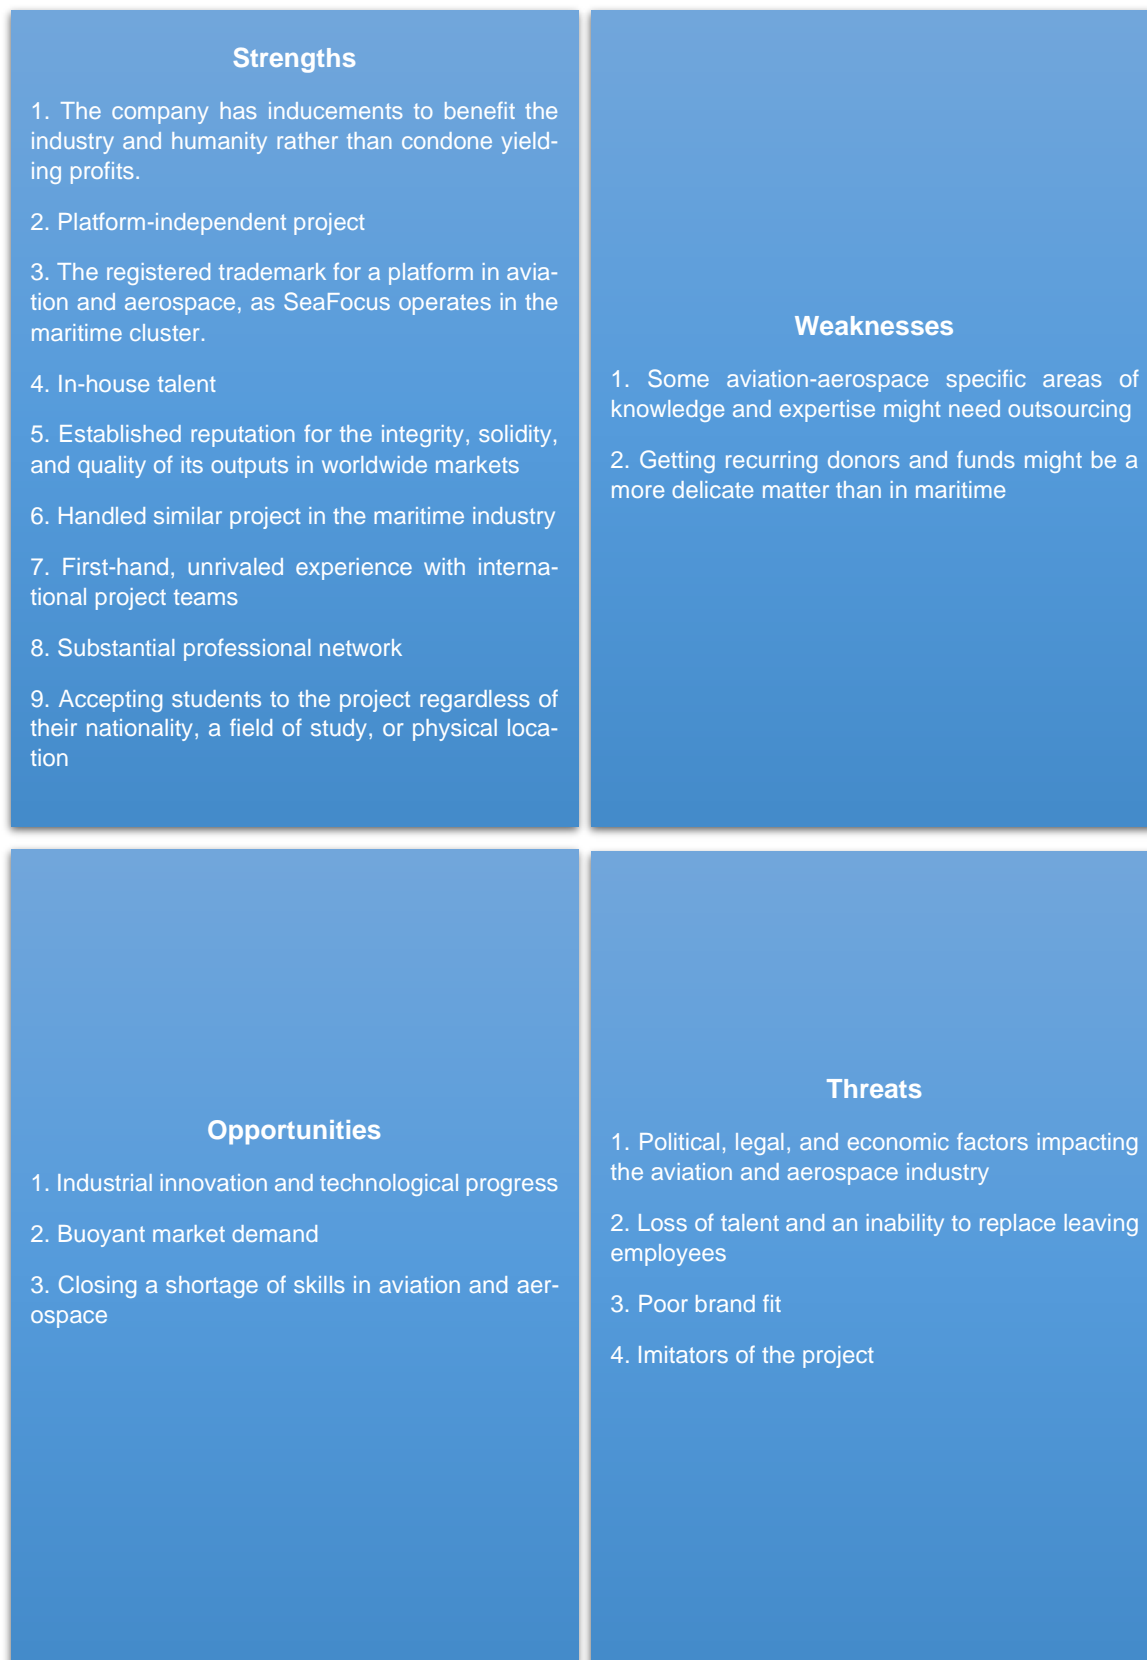 Strengths
1. The company has inducements to benefit the
industry and humanity rather than condone yield-
ing profits.
2. Platform-independent project
3. The registered trademark for a platform in avia-
tion and aerospace, as SeaFocus operates in the
maritime cluster.
4. In-house talent
5. Established reputation for the integrity, solidity,
and quality of its outputs in worldwide markets
6. Handled similar project in the maritime industry
7. First-hand, unrivaled experience with interna-
tional project teams
8. Substantial professional network
9. Accepting students to the project regardless of
their nationality, a field of study, or physical loca-
tion
Weaknesses
1. Some aviation-aerospace specific areas of
knowledge and expertise might need outsourcing
2. Getting recurring donors and funds might be a
more delicate matter than in maritime
Opportunities
1. Industrial innovation and technological progress
2. Buoyant market demand
3. Closing a shortage of skills in aviation and aer-
ospace
Threats
1. Political, legal, and economic factors impacting
the aviation and aerospace industry
2. Loss of talent and an inability to replace leaving
employees
3. Poor brand fit
4. Imitators of the project